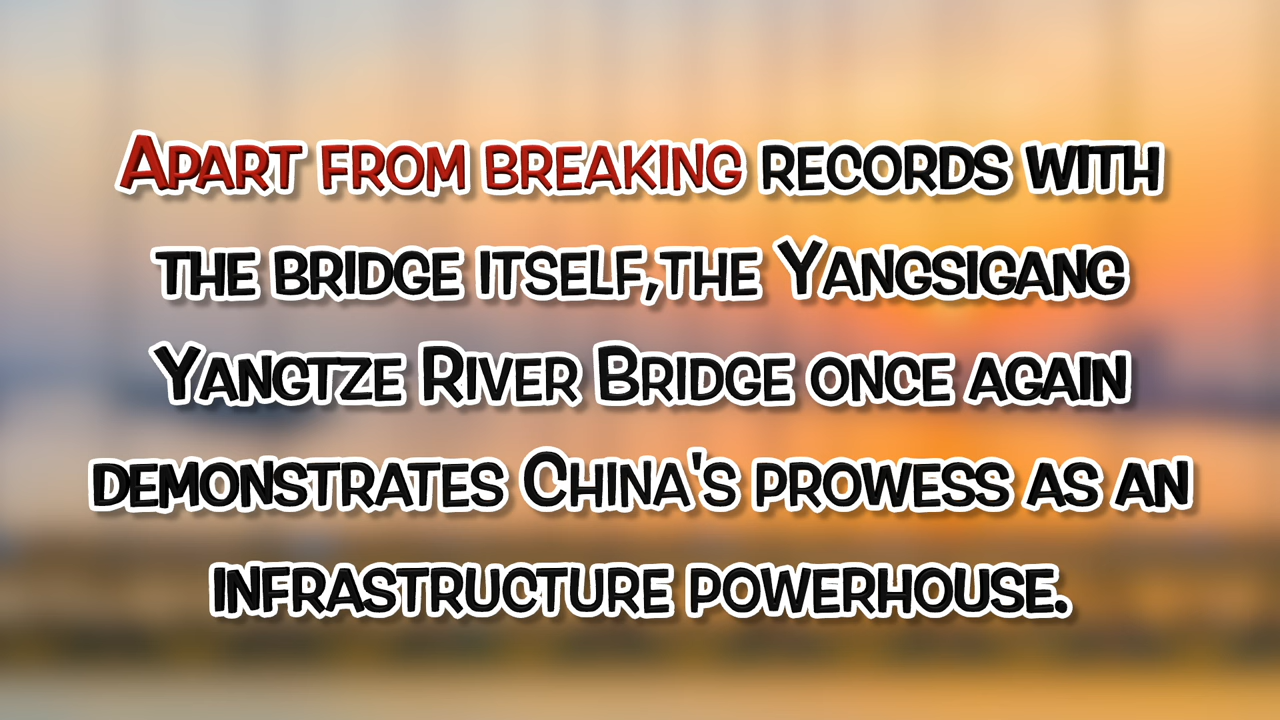 Apart from breaking records with
the bridge itself,the Yangsigang
Yangtze River Bridge once again
demonstrates China's prowess as an
infrastructure powerhouse.